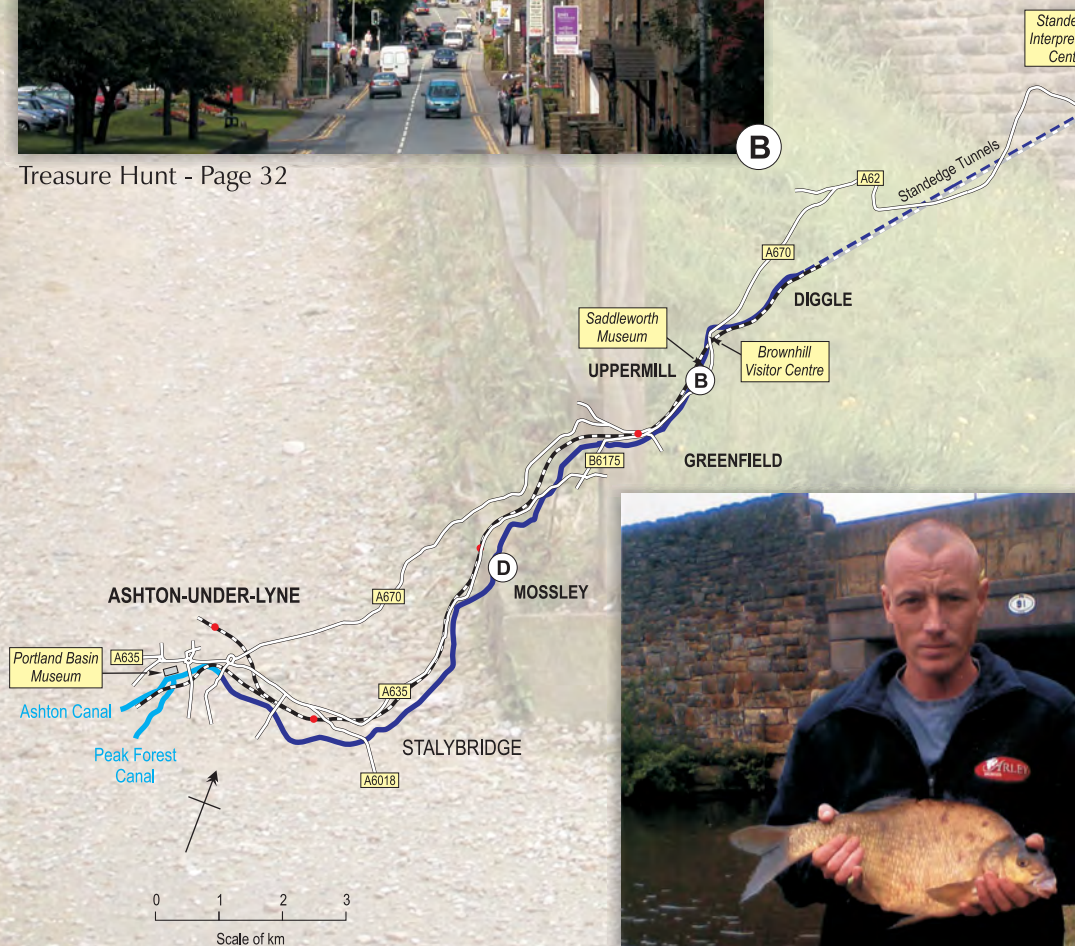 B
Treasure Hunt - Page 32
Standedge Tunnels
A62
A670
DIGGLE
Saddleworth
Museum
Brownhill
Visitor Centre
UPPERMILL
B
B6175
GREENFIELD
D
MOSSLEY
A670
ASHTON-UNDER-LYNE
A635
Portland Basin
Museum
Ashton Canal
Peak Forest
Canal
A635
STALYBRIDGE
A6018
0 1 2 3
Scale of km
91